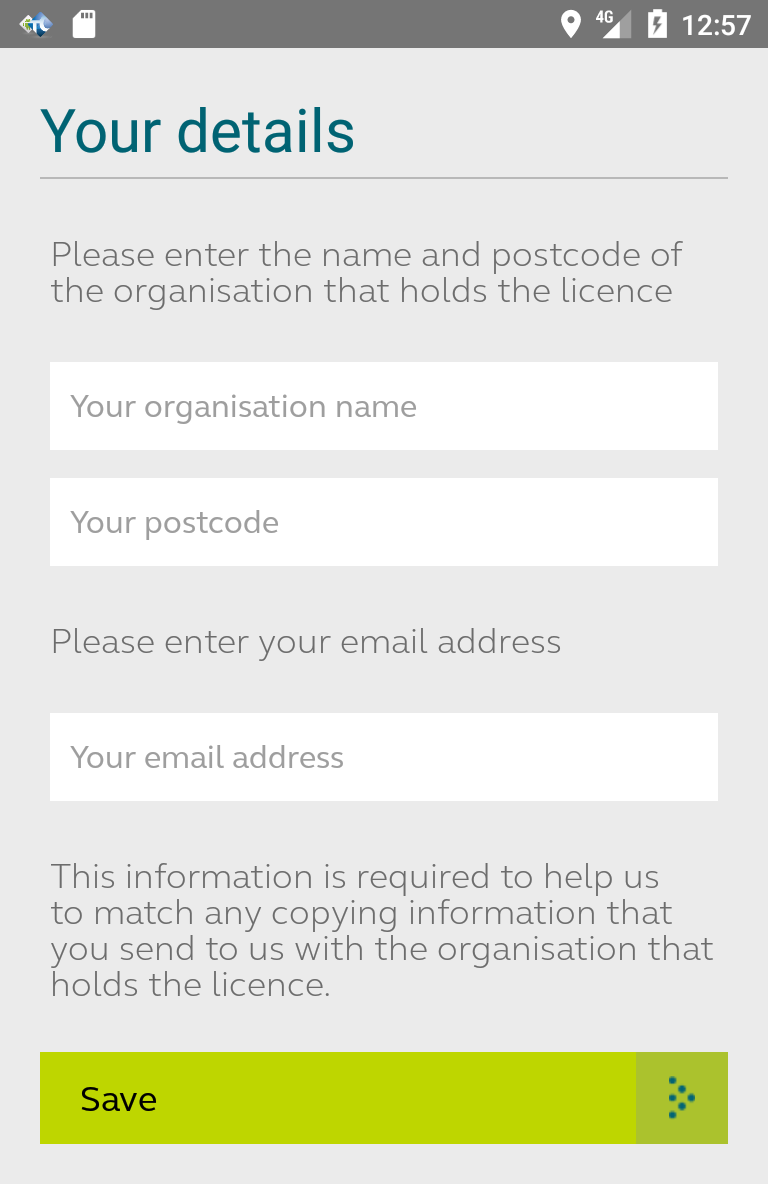 4G 12:57
Your details
Please enter the name and postcode of
the organisation that holds the licence
Your organisation name
Your postcode
Please enter your email address
Your email address
This information is required to help us
to match any copying information that
you send to us with the organisation that
holds the licence.
Save